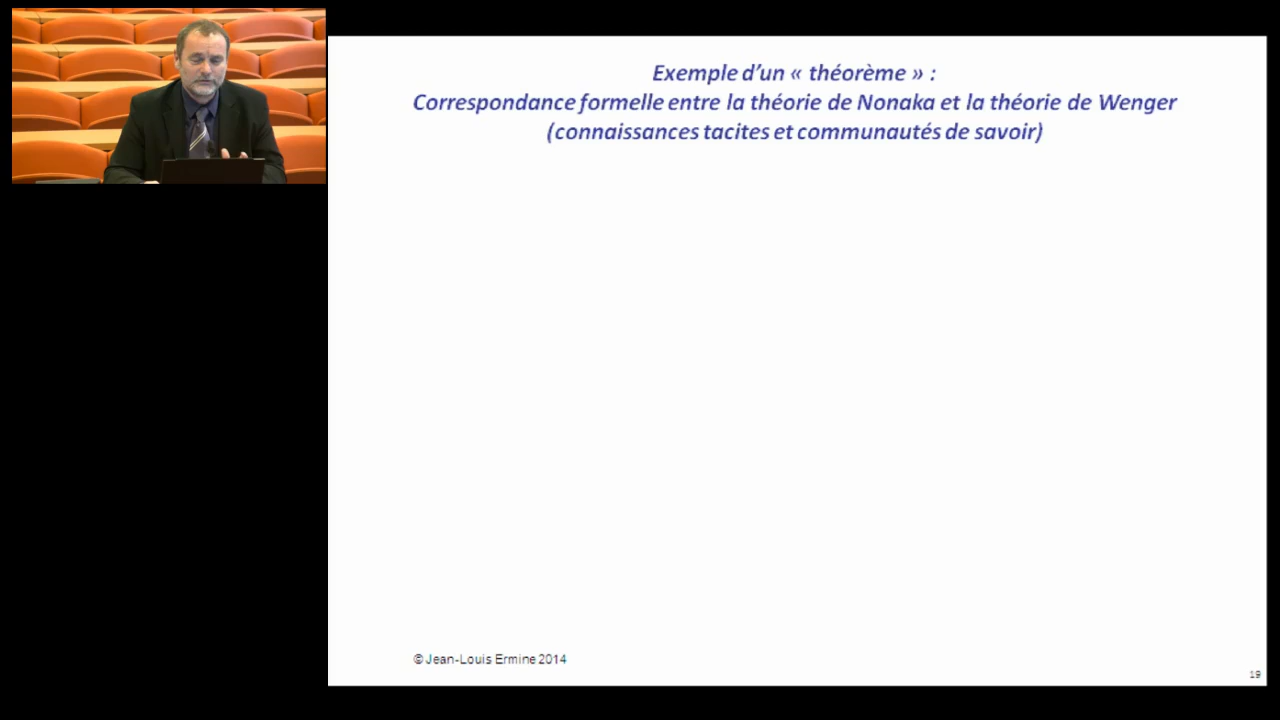 Exemple d'un « théorème » :
Correspondance formelle entre la théorie de Nonaka et la théorie de Wenger
(connaissances tacites et communautés de savoir)
© Jean-Louis Ermine 2014
19